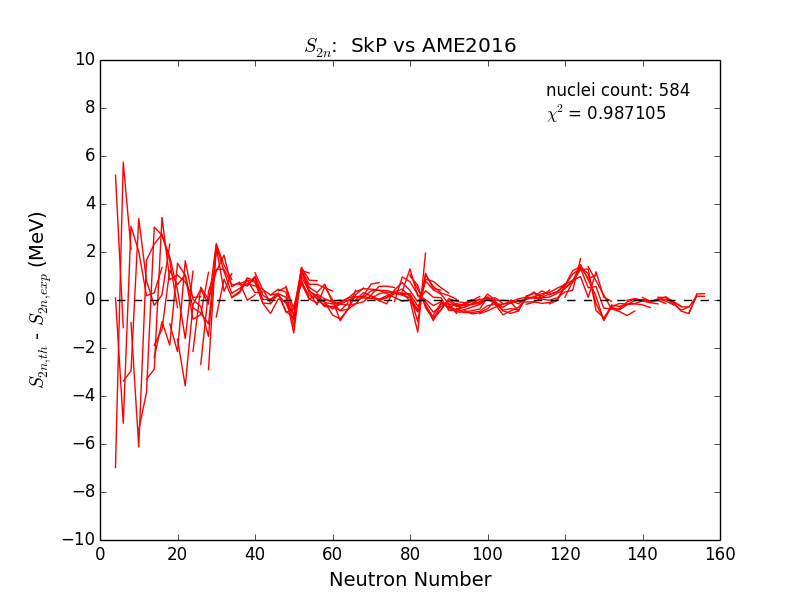 S2n: SkP vs AME2016
nuclei count: 584
χ² = 0.987105
10
8
6
4
2
0
−2
−4
−6
−8
−10
S2n,th - S2n,exp (MeV)
0 20 40 60 80 100 120 140 160
Neutron Number